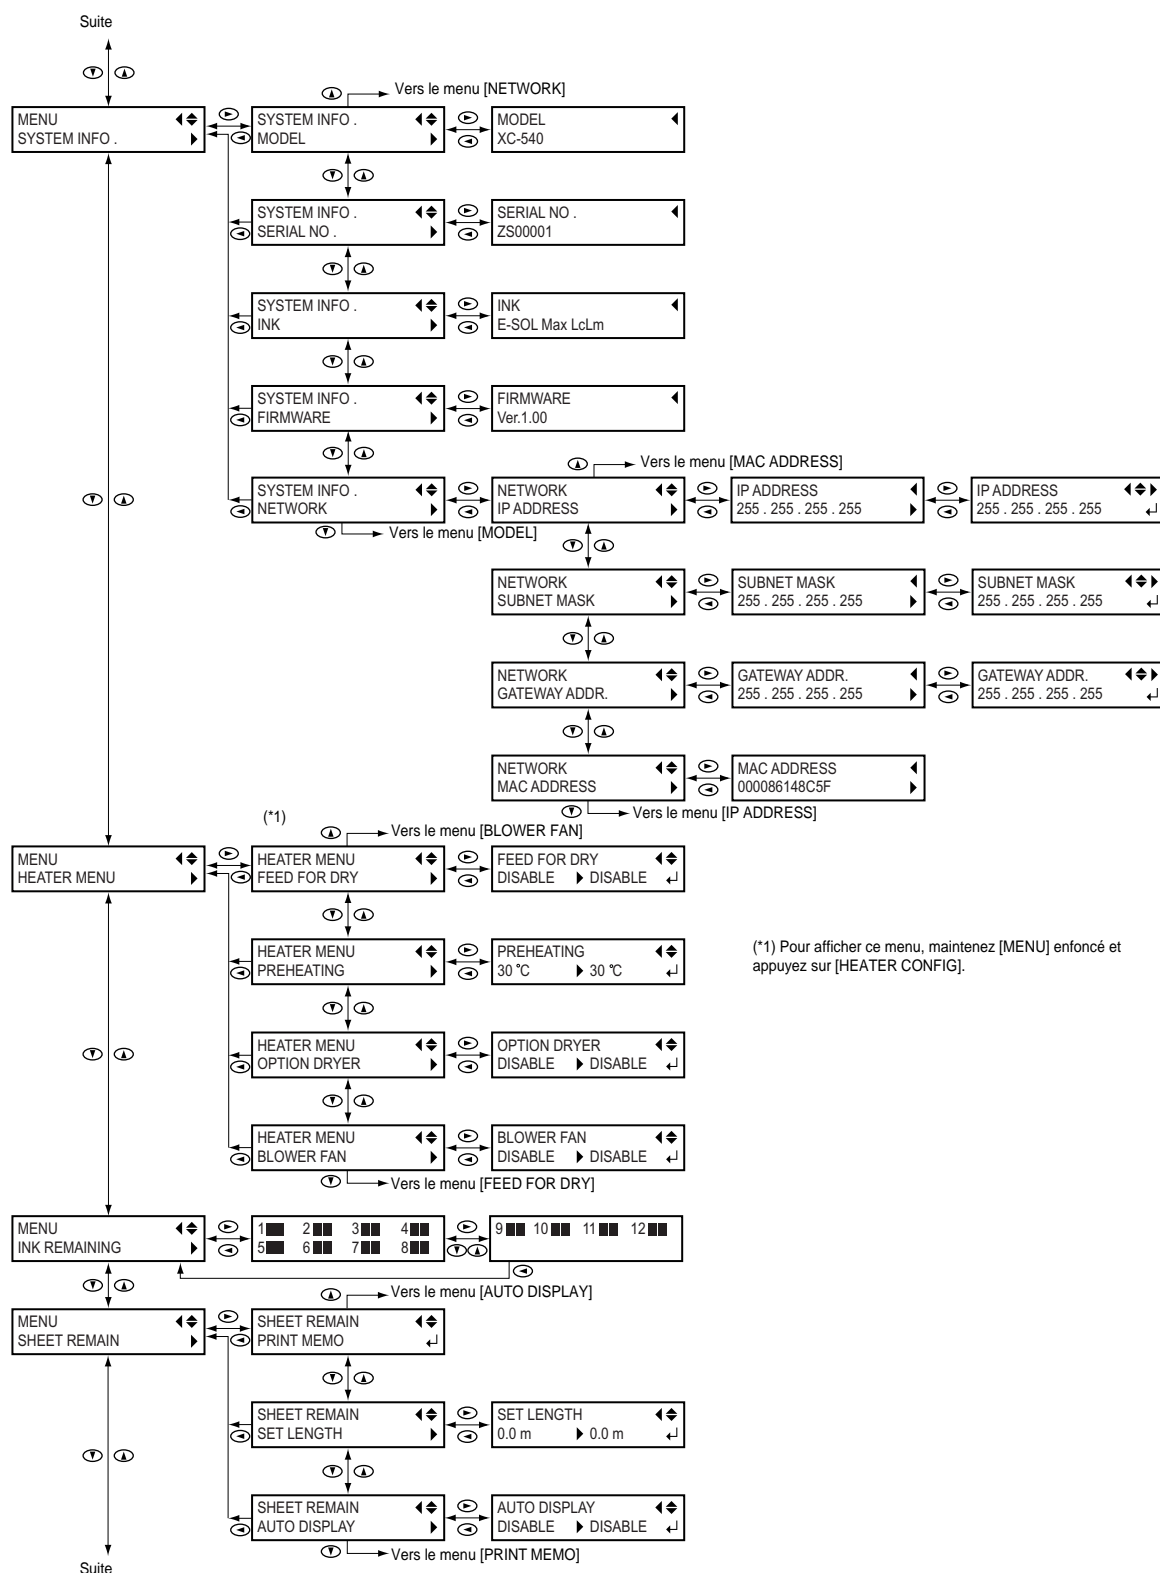 Suite
Vers le menu [NETWORK]
MENU
SYSTEM INFO .
SYSTEM INFO .
MODEL
MODEL
XC-540
SYSTEM INFO .
SERIAL NO .
SERIAL NO .
ZS00001
SYSTEM INFO .
INK
INK
E-SOL Max LcLm
SYSTEM INFO .
FIRMWARE
FIRMWARE
Ver.1.00
Vers le menu [MAC ADDRESS]
SYSTEM INFO .
NETWORK
NETWORK
IP ADDRESS
IP ADDRESS
255 . 255 . 255 . 255
IP ADDRESS
255 . 255 . 255 . 255
Vers le menu [MODEL]
NETWORK
SUBNET MASK
SUBNET MASK
255 . 255 . 255 . 255
SUBNET MASK
255 . 255 . 255 . 255
NETWORK
GATEWAY ADDR.
GATEWAY ADDR.
255 . 255 . 255 . 255
GATEWAY ADDR.
255 . 255 . 255 . 255
NETWORK
MAC ADDRESS
MAC ADDRESS
000086148C5F
Vers le menu [IP ADDRESS]
(*1)
Vers le menu [BLOWER FAN]
MENU
HEATER MENU
HEATER MENU
FEED FOR DRY
FEED FOR DRY
DISABLE DISABLE
HEATER MENU
PREHEATING
PREHEATING
30 °C 30 °C
(*1) Pour afficher ce menu, maintenez [MENU] enfoncé et
appuyez sur [HEATER CONFIG].
HEATER MENU
OPTION DRYER
OPTION DRYER
DISABLE DISABLE
HEATER MENU
BLOWER FAN
BLOWER FAN
DISABLE DISABLE
Vers le menu [FEED FOR DRY]
MENU
INK REMAINING
1 2 3 4
5 6 7 8
9 10 11 12
Vers le menu [AUTO DISPLAY]
MENU
SHEET REMAIN
SHEET REMAIN
PRINT MEMO
SHEET REMAIN
SET LENGTH
SET LENGTH
0.0 m 0.0 m
SHEET REMAIN
AUTO DISPLAY
AUTO DISPLAY
DISABLE DISABLE
Vers le menu [PRINT MEMO]
Suite